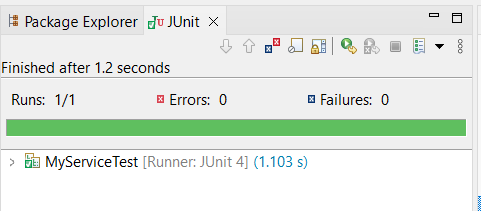 Package Explorer JUnit
Finished after 1.2 seconds
Runs: 1/1 Errors: 0 Failures: 0
MyServiceTest [Runner: JUnit 4] (1.103 s)